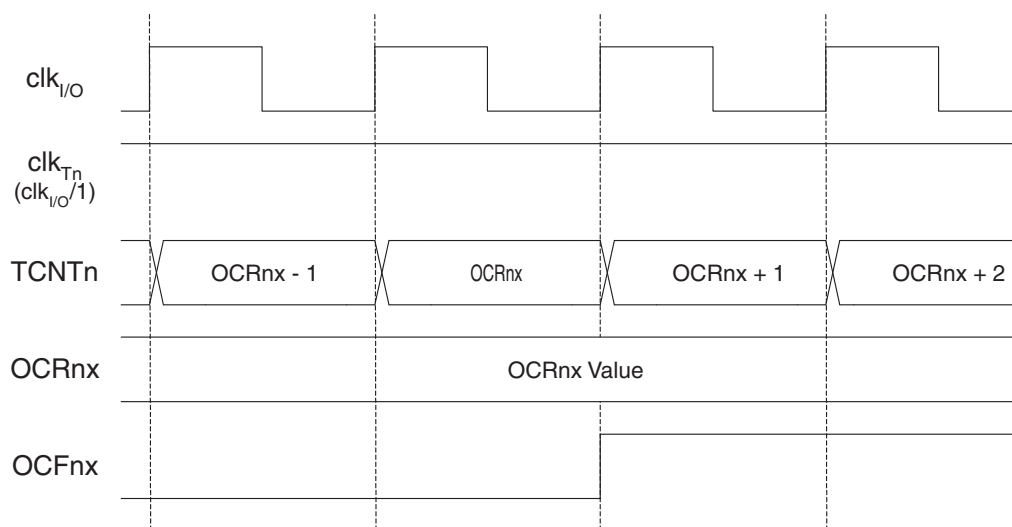 clkI/O
clkTn
(clkI/O/1)
TCNTn
OCRnx - 1
OCRnx
OCRnx + 1
OCRnx + 2
OCRnx
OCRnx Value
OCFnx